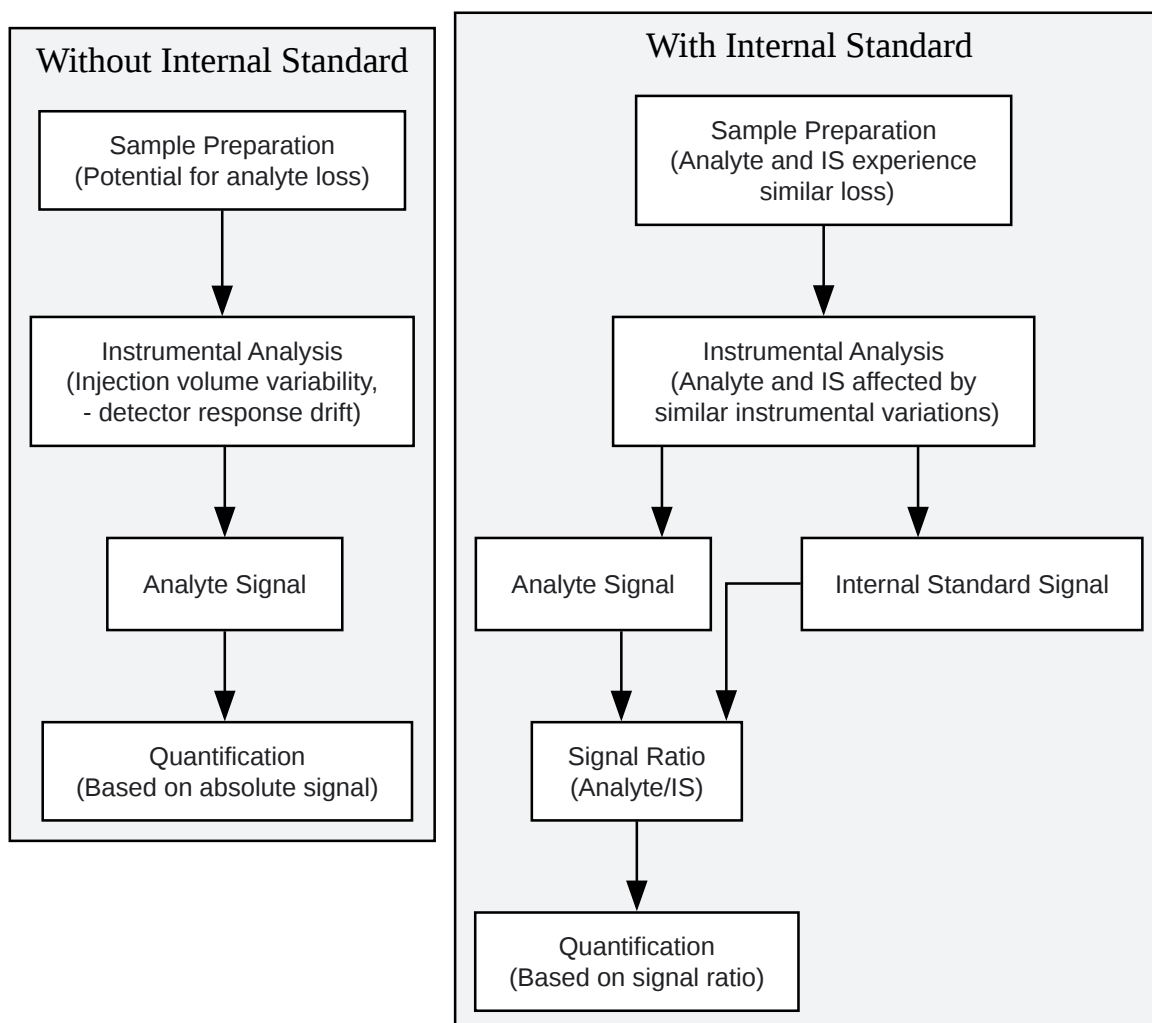 Without Internal Standard
Sample Preparation
(Potential for analyte loss)
Instrumental Analysis
(Injection volume variability,
- detector response drift)
Analyte Signal
Quantification
(Based on absolute signal)
With Internal Standard
Sample Preparation
(Analyte and IS experience
similar loss)
Instrumental Analysis
(Analyte and IS affected by
similar instrumental variations)
Analyte Signal
Internal Standard Signal
Signal Ratio
(Analyte/IS)
Quantification
(Based on signal ratio)